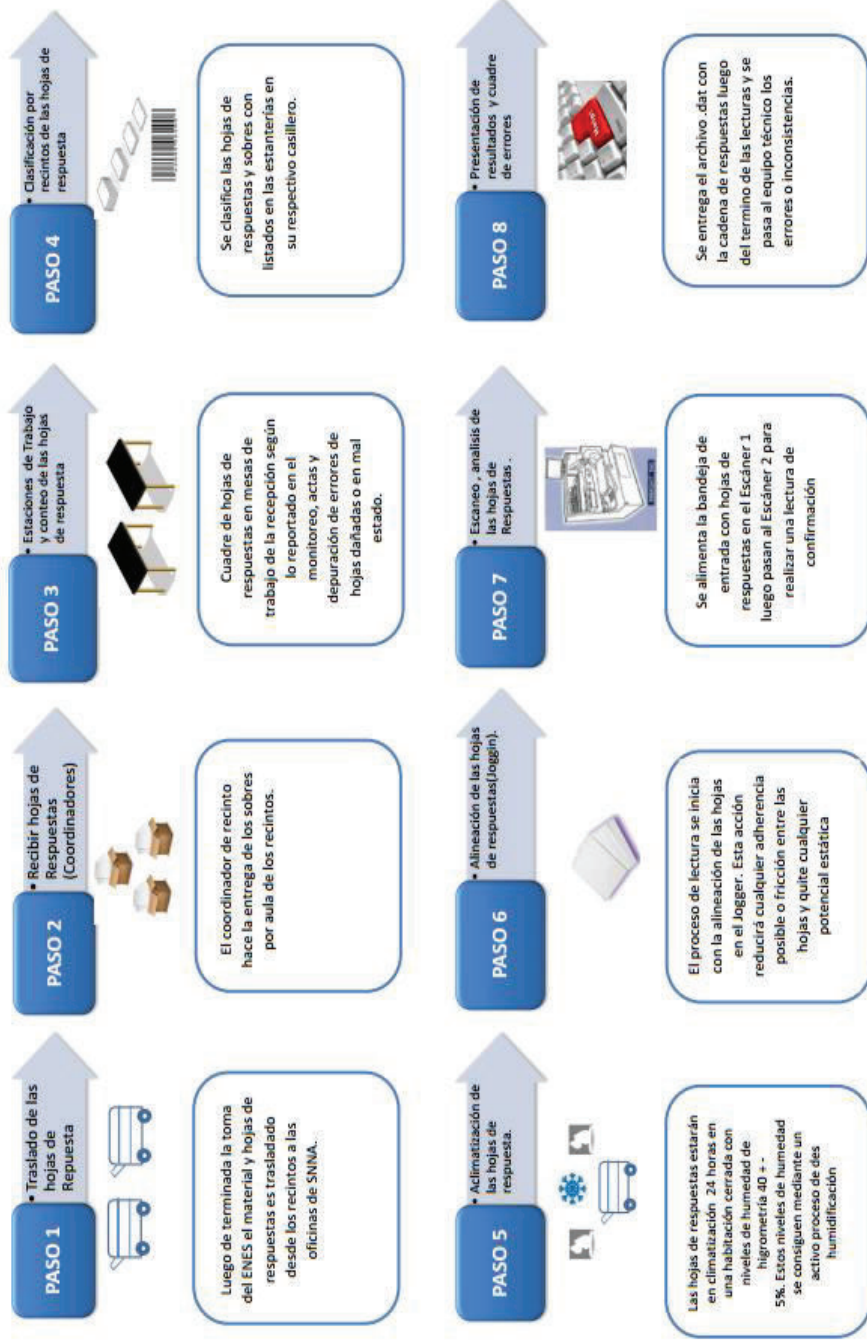 PASO 1
• Traslado de las
hojas de
Repuesta
Luego de terminada la toma
del ENES el material y hojas de
respuestas es trasladado
desde los recintos a las
oficinas de SNNA.
PASO 2
• Recibir hojas de
Respuestas
(Coordinadores)
El coordinador de recinto
hace la entrega de los sobres
por aula de los recintos.
PASO 3
• Estaciones de Trabajo
y conteo de las hojas
de respuesta
Cuadre de hojas de
respuestas en mesas de
trabajo de la recepción según
lo reportado en el
monitoreo, actas y
depuración de errores de
hojas dañadas o en mal
estado.
PASO 4
• Clasificación por
recintos de las hojas de
respuesta
Se clasifica las hojas de
respuestas y sobres con
listados en las estanterías en
su respectivo casillero.
PASO 5
• Aclimatización de
las hojas de
respuesta.
Las hojas de respuestas estarán
en climatización 24 horas en
una habitación cerrada con
niveles de humedad de
higrometría 40 + -
5%. Estos niveles de humedad
se consiguen mediante un
activo proceso de des
humidificación
PASO 6
• Alineación de las hojas
de respuestas(Joggin).
El proceso de lectura se inicia
con la alineación de las hojas
en el Jogger. Esta acción
reducirá cualquier adherencia
posible o fricción entre las
hojas y quite cualquier
potencial estática
PASO 7
• Escaneo , analisis de
las hojas de
Respuestas .
Se alimenta la bandeja de
entrada con hojas de
respuestas en el Escáner 1
luego pasan al Escáner 2 para
realizar una lectura de
confirmación
PASO 8
• Presentación de
resultados y cuadre
de errores
Se entrega el archivo .dat con
la cadena de respuestas luego
del termino de las lecturas y se
pasa al equipo técnico los
errores o inconsistencias.